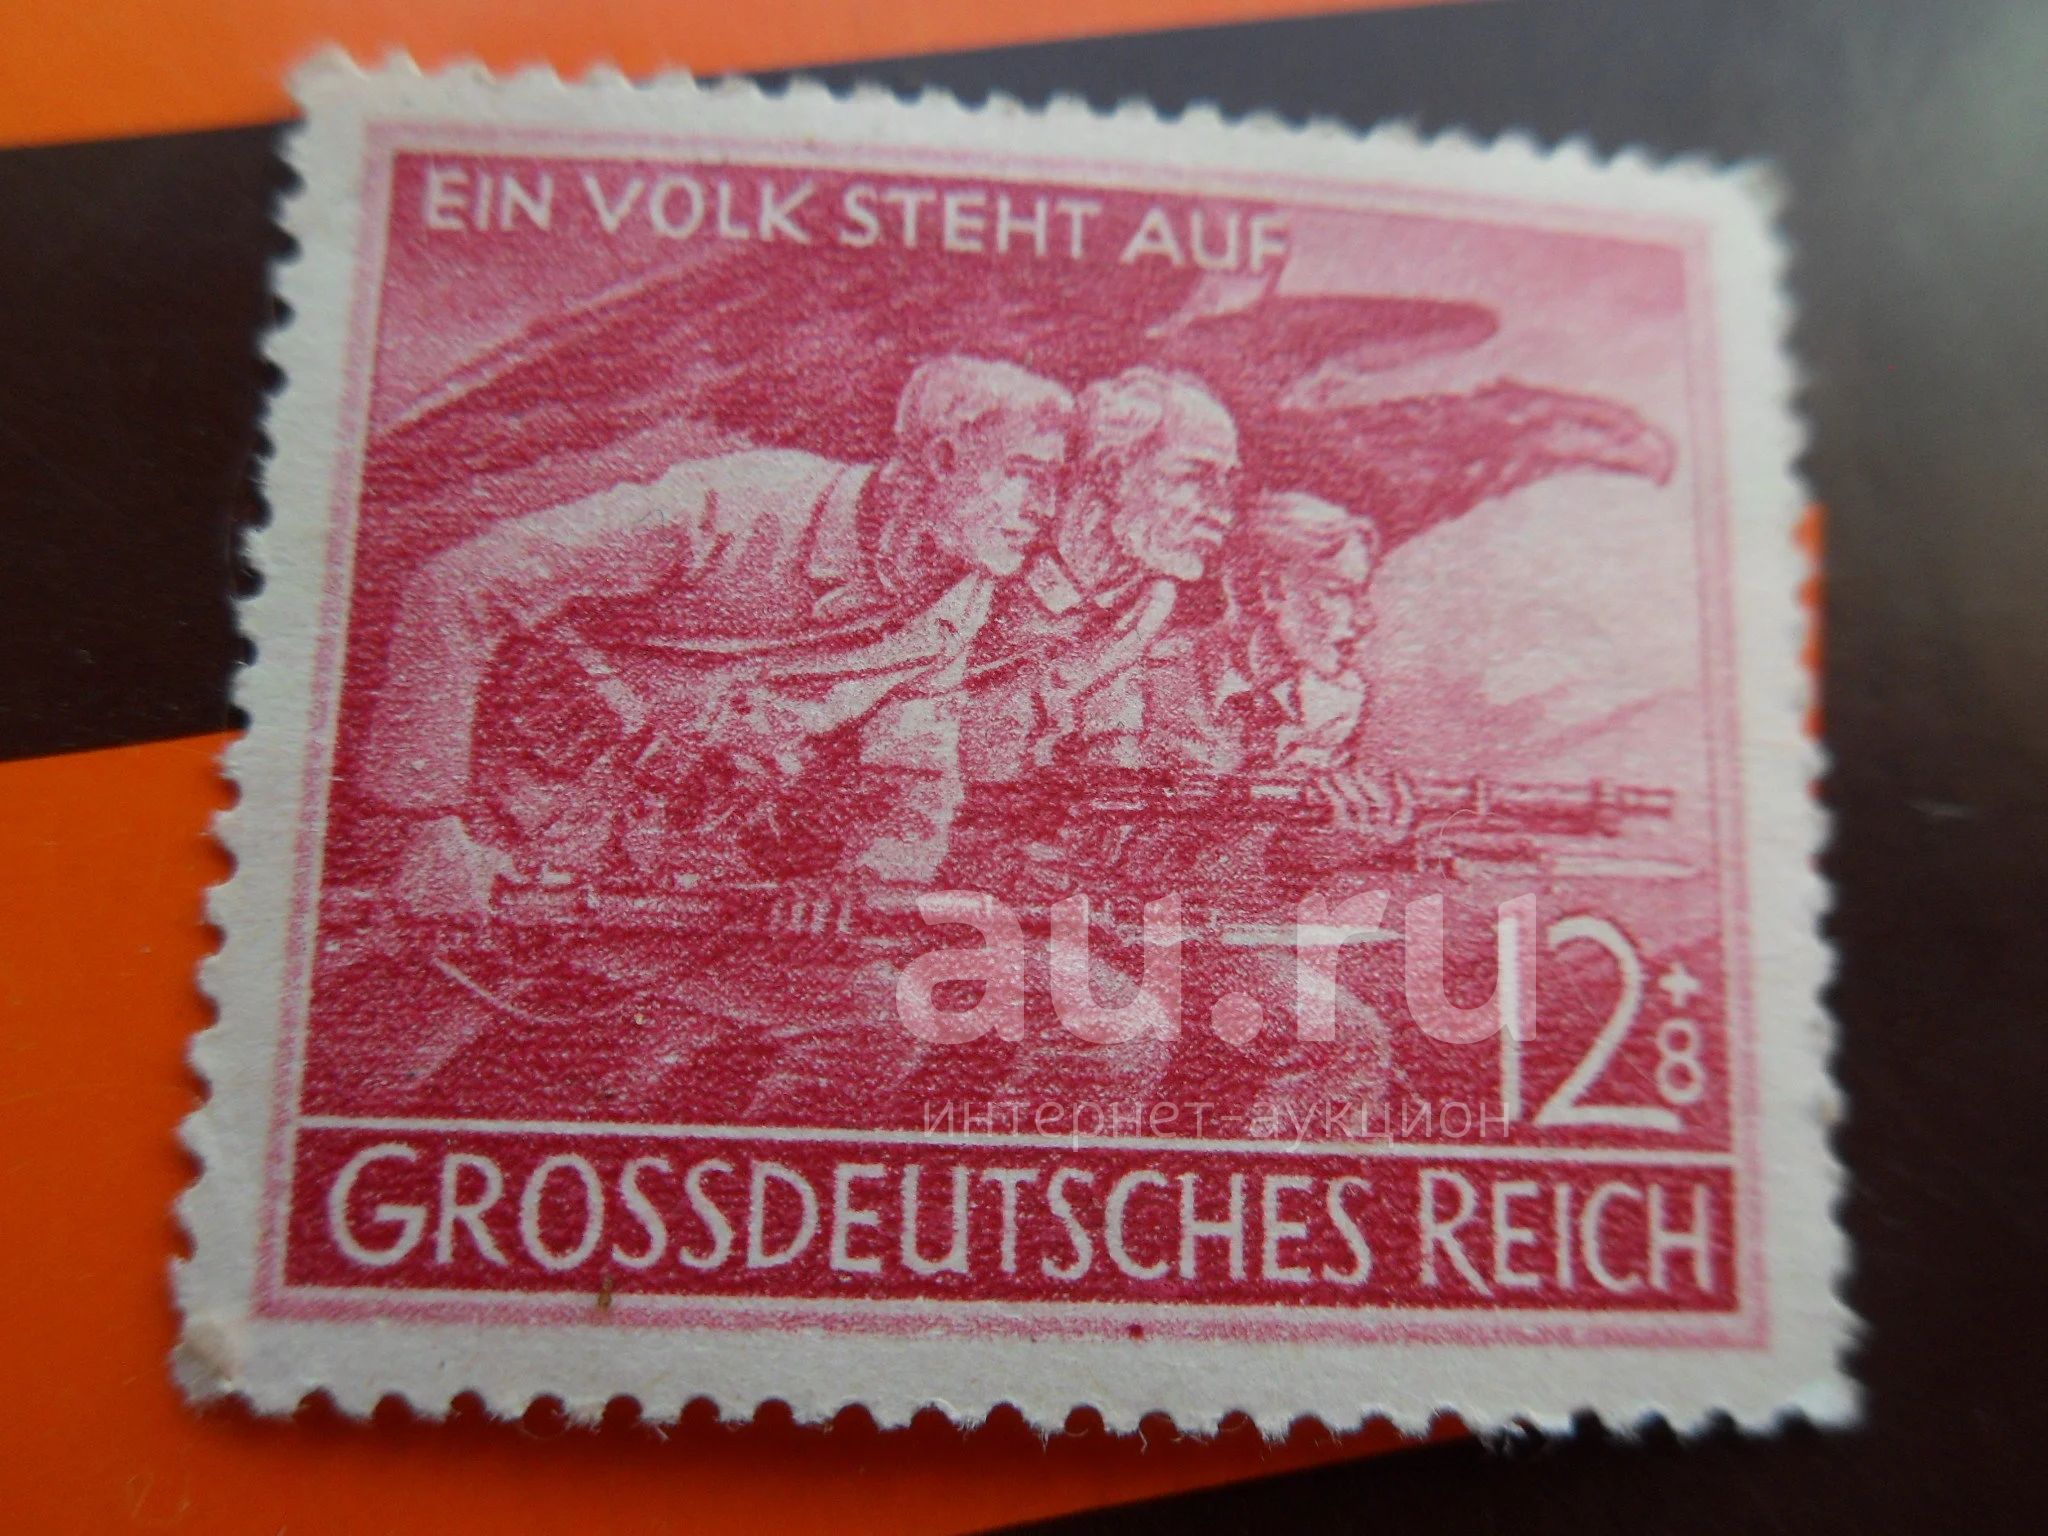 EIN VOLK STEHT AUF
au.ru
12+8
интернет-аукцион
GROSSDEUTSCHES REICH